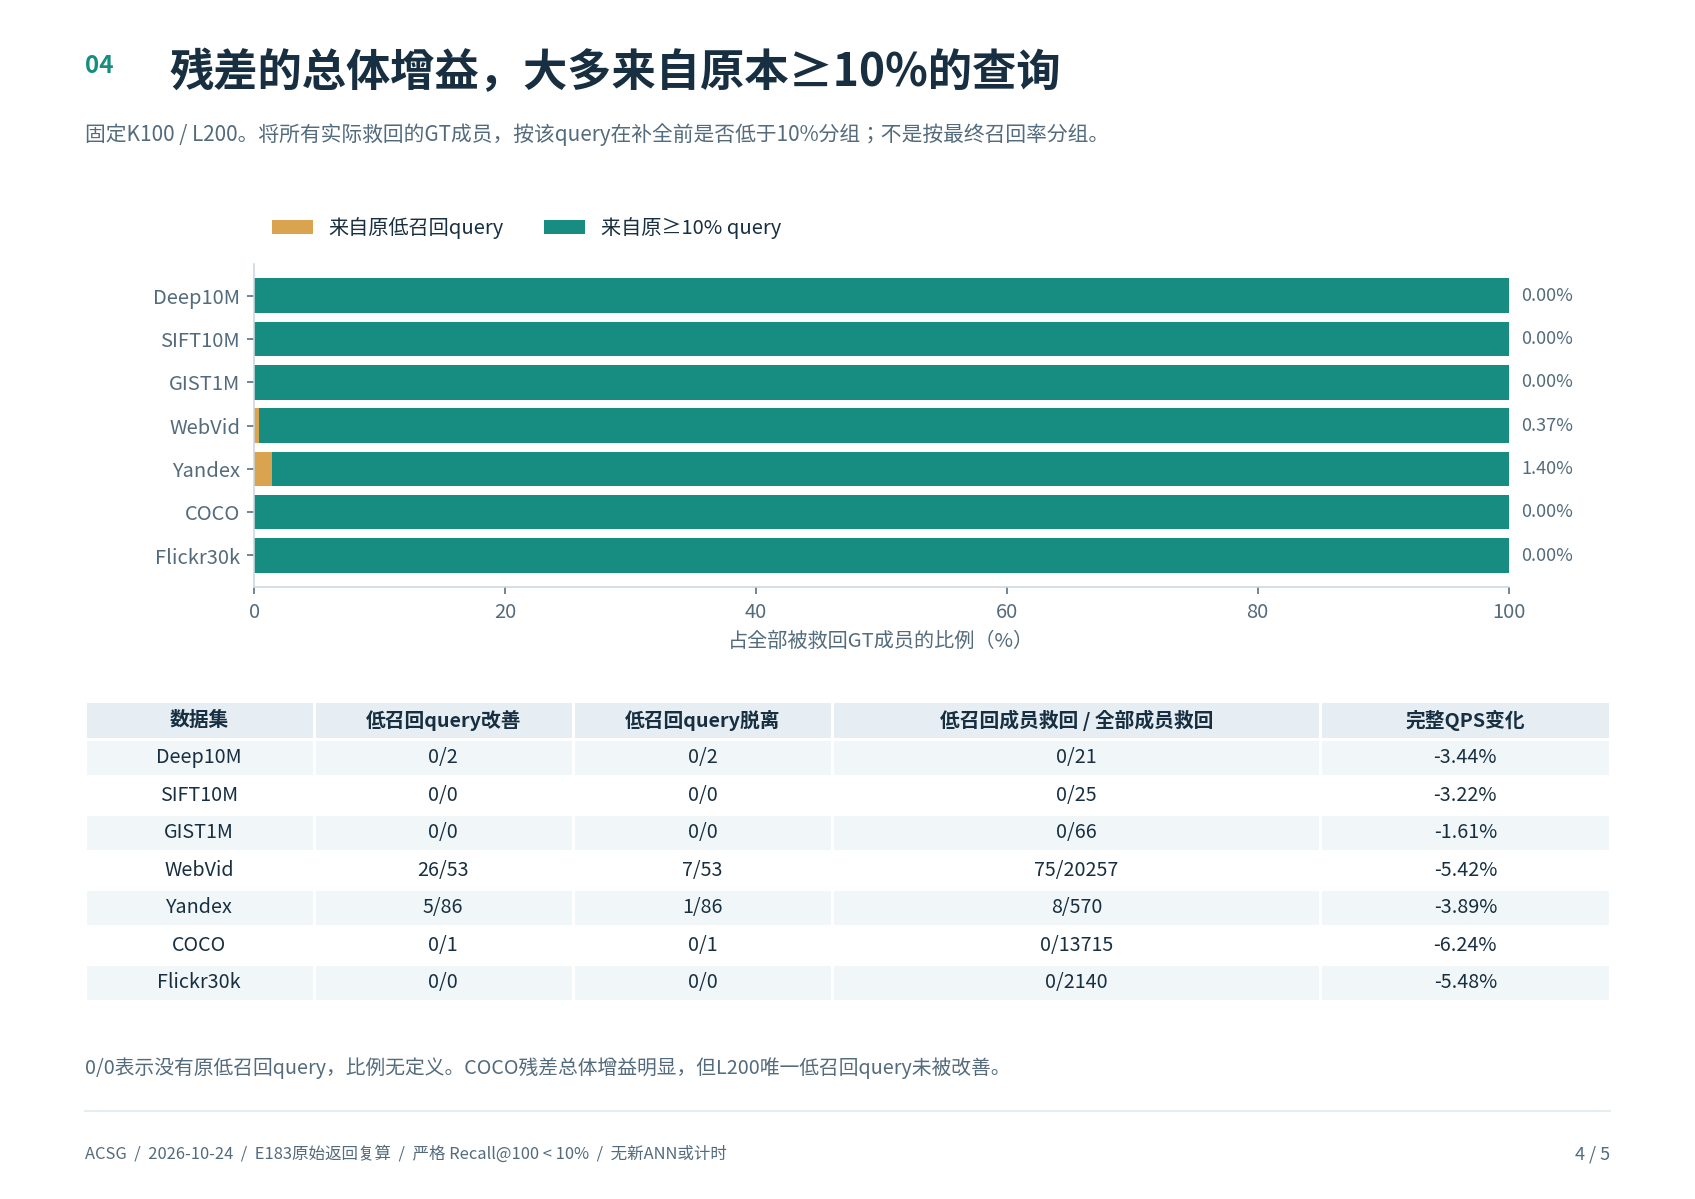 04 残差的总体增益，大多来自原本≥10%的查询
固定K100 / L200。将所有实际救回的GT成员，按该query在补全前是否低于10%分组；不是按最终召回率分组。
来自原低召回query 来自原≥10% query
Deep10M 0.00%
SIFT10M 0.00%
GIST1M 0.00%
WebVid 0.37%
Yandex 1.40%
COCO 0.00%
Flickr30k 0.00%
0 20 40 60 80 100
占全部被救回GT成员的比例（%）
数据集 低召回query改善 低召回query脱离 低召回成员救回 / 全部成员救回 完整QPS变化
Deep10M 0/2 0/2 0/21 -3.44%
SIFT10M 0/0 0/0 0/25 -3.22%
GIST1M 0/0 0/0 0/66 -1.61%
WebVid 26/53 7/53 75/20257 -5.42%
Yandex 5/86 1/86 8/570 -3.89%
COCO 0/1 0/1 0/13715 -6.24%
Flickr30k 0/0 0/0 0/2140 -5.48%
0/0表示没有原低召回query，比例无定义。COCO残差总体增益明显，但L200唯一低召回query未被改善。
ACSG / 2026-10-24 / E183原始返回复算 / 严格 Recall@100 < 10% / 无新ANN或计时 4 / 5